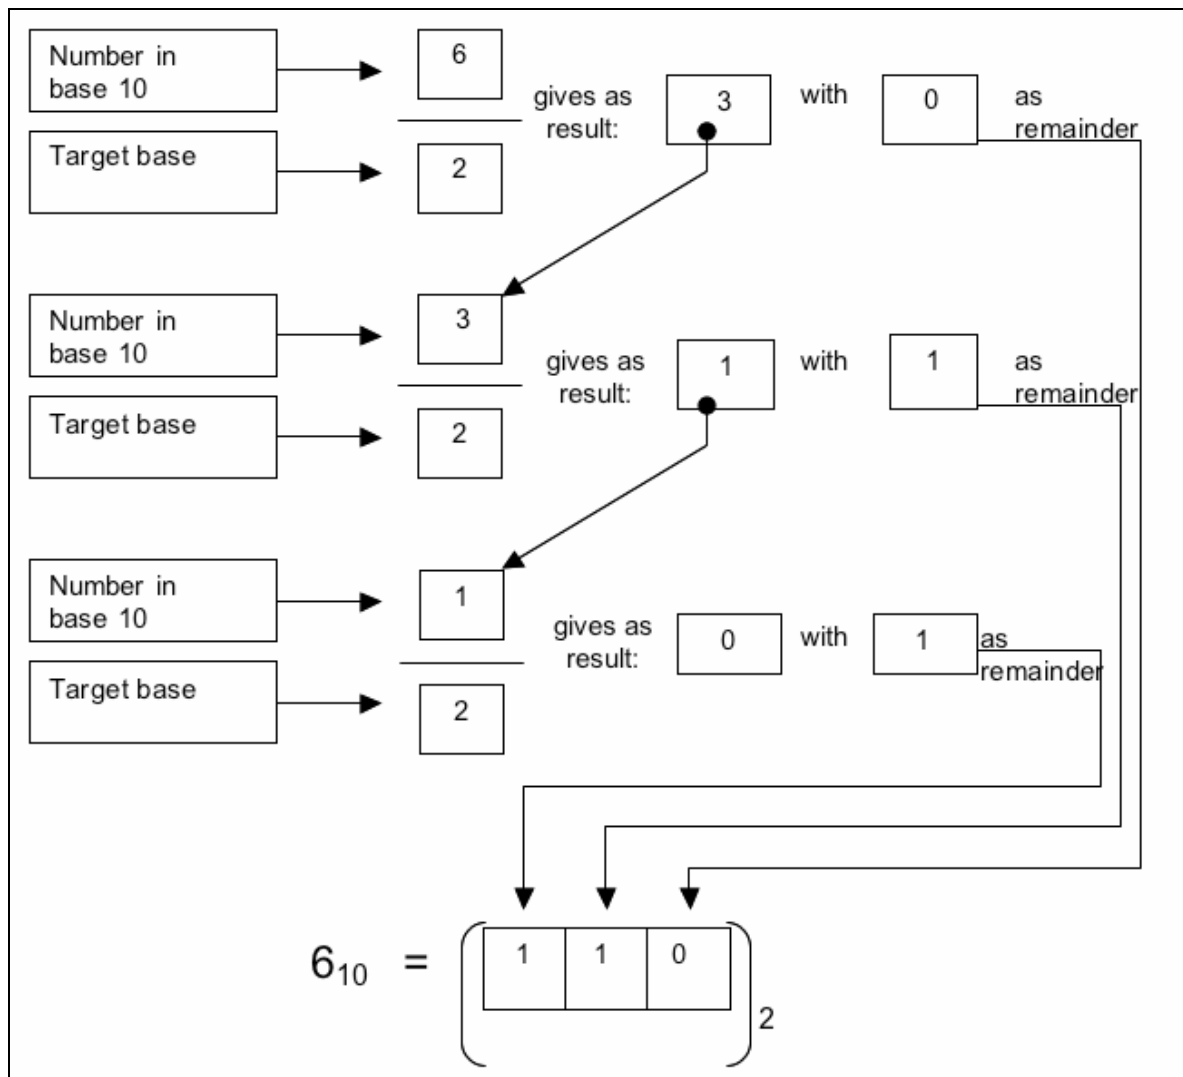 Number in
base 10
6
gives as
result:
3
with
0
as
remainder
Target base
2
Number in
base 10
3
gives as
result:
1
with
1
as
remainder
Target base
2
Number in
base 10
1
gives as
result:
0
with
1
as
remainder
Target base
2
6₁₀ = (1 1 0)₂